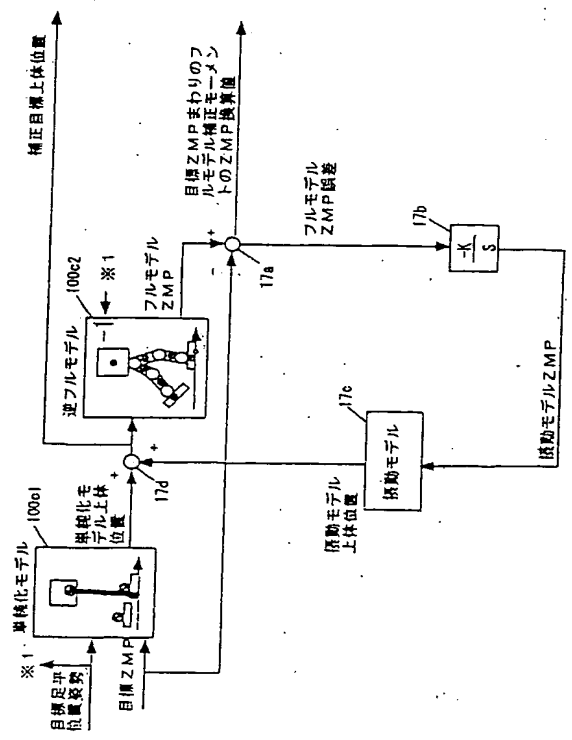 補正目標上体位置
※1
目標足平
位置姿勢
目標ZMP
単純化モデル
100c1
単純化モ
デル上体
位置
+
+
17d
逆フルモデル
100c2
-1
※1
フルモデル
ZMP
目標ZMPまわりのフ
ルモデル補正モーメン
トのZMP換算値
+
-
17a
フルモデル
ZMP誤差
17b
-K
S
摂動モデルZMP
17c
摂動モデル
摂動モデル
上体位置